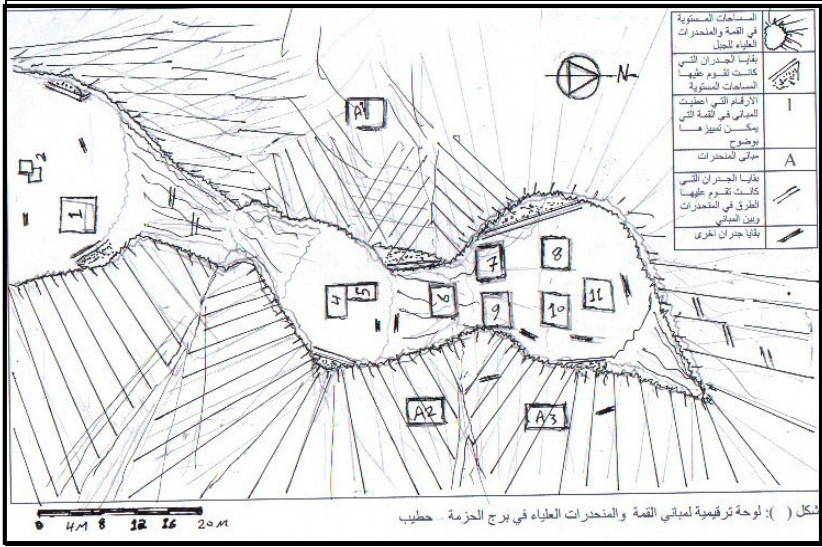 المساحات المستوية
في القمة والمنحدرات
العلياء للجبل
بقايا الجدران التي
كانت تقوم عليها
المساحات المستوية
الارقام التي اعطيت
للمباني في القمة التي
يمكن تمييزها
بوضوح
1
مباني المنحدرات
A
بقايا الجدران التي
كانت تقوم عليها
الطرق في المنحدرات
وبين المباني
بقايا جدران اخرى
N
A1
2
1
4
5
6
7
8
9
10
11
A2
A/3
0 4M 8 12 16 20M
شكل ( ): لوحة ترقيمية لمباني القمة والمنحدرات العلياء في برج الحزمة – حطيب